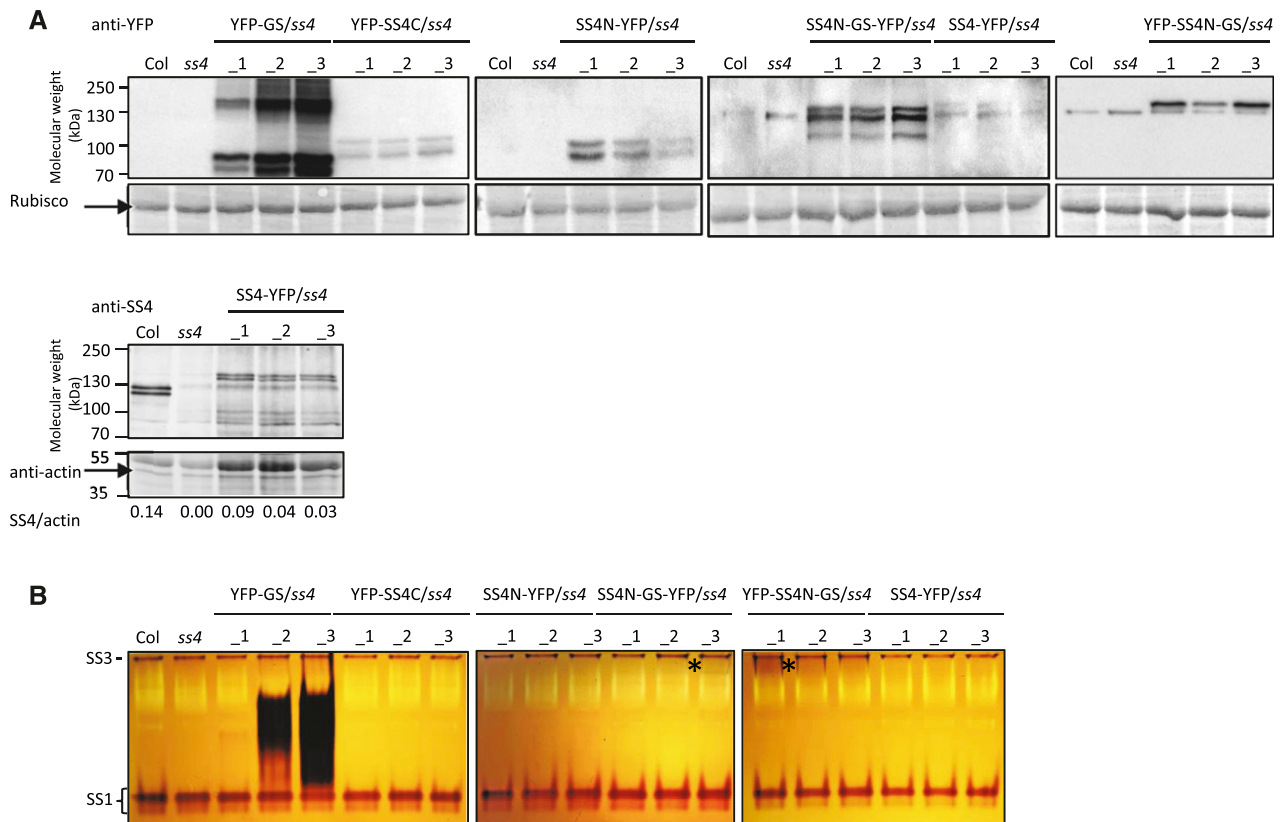 A
anti-YFP
YFP-GS/ss4 YFP-SS4C/ss4 SS4N-YFP/ss4 SS4N-GS-YFP/ss4 SS4-YFP/ss4 YFP-SS4N-GS/ss4
Col ss4 _1 _2 _3 _1 _2 _3 Col ss4 _1 _2 _3 Col ss4 _1 _2 _3 _1 _2 _3 Col ss4 _1 _2 _3
Molecular weight
(kDa)
250
130
100
70
Rubisco
anti-SS4
SS4-YFP/ss4
Col ss4 _1 _2 _3
Molecular weight
(kDa)
250
130
100
70
55
anti-actin
35
SS4/actin 0.14 0.00 0.09 0.04 0.03
B
YFP-GS/ss4 YFP-SS4C/ss4 SS4N-YFP/ss4 SS4N-GS-YFP/ss4 YFP-SS4N-GS/ss4 SS4-YFP/ss4
Col ss4 _1 _2 _3 _1 _2 _3 _1 _2 _3 _1 _2 _3 _1 _2 _3 _1 _2 _3
SS3
* *
SS1